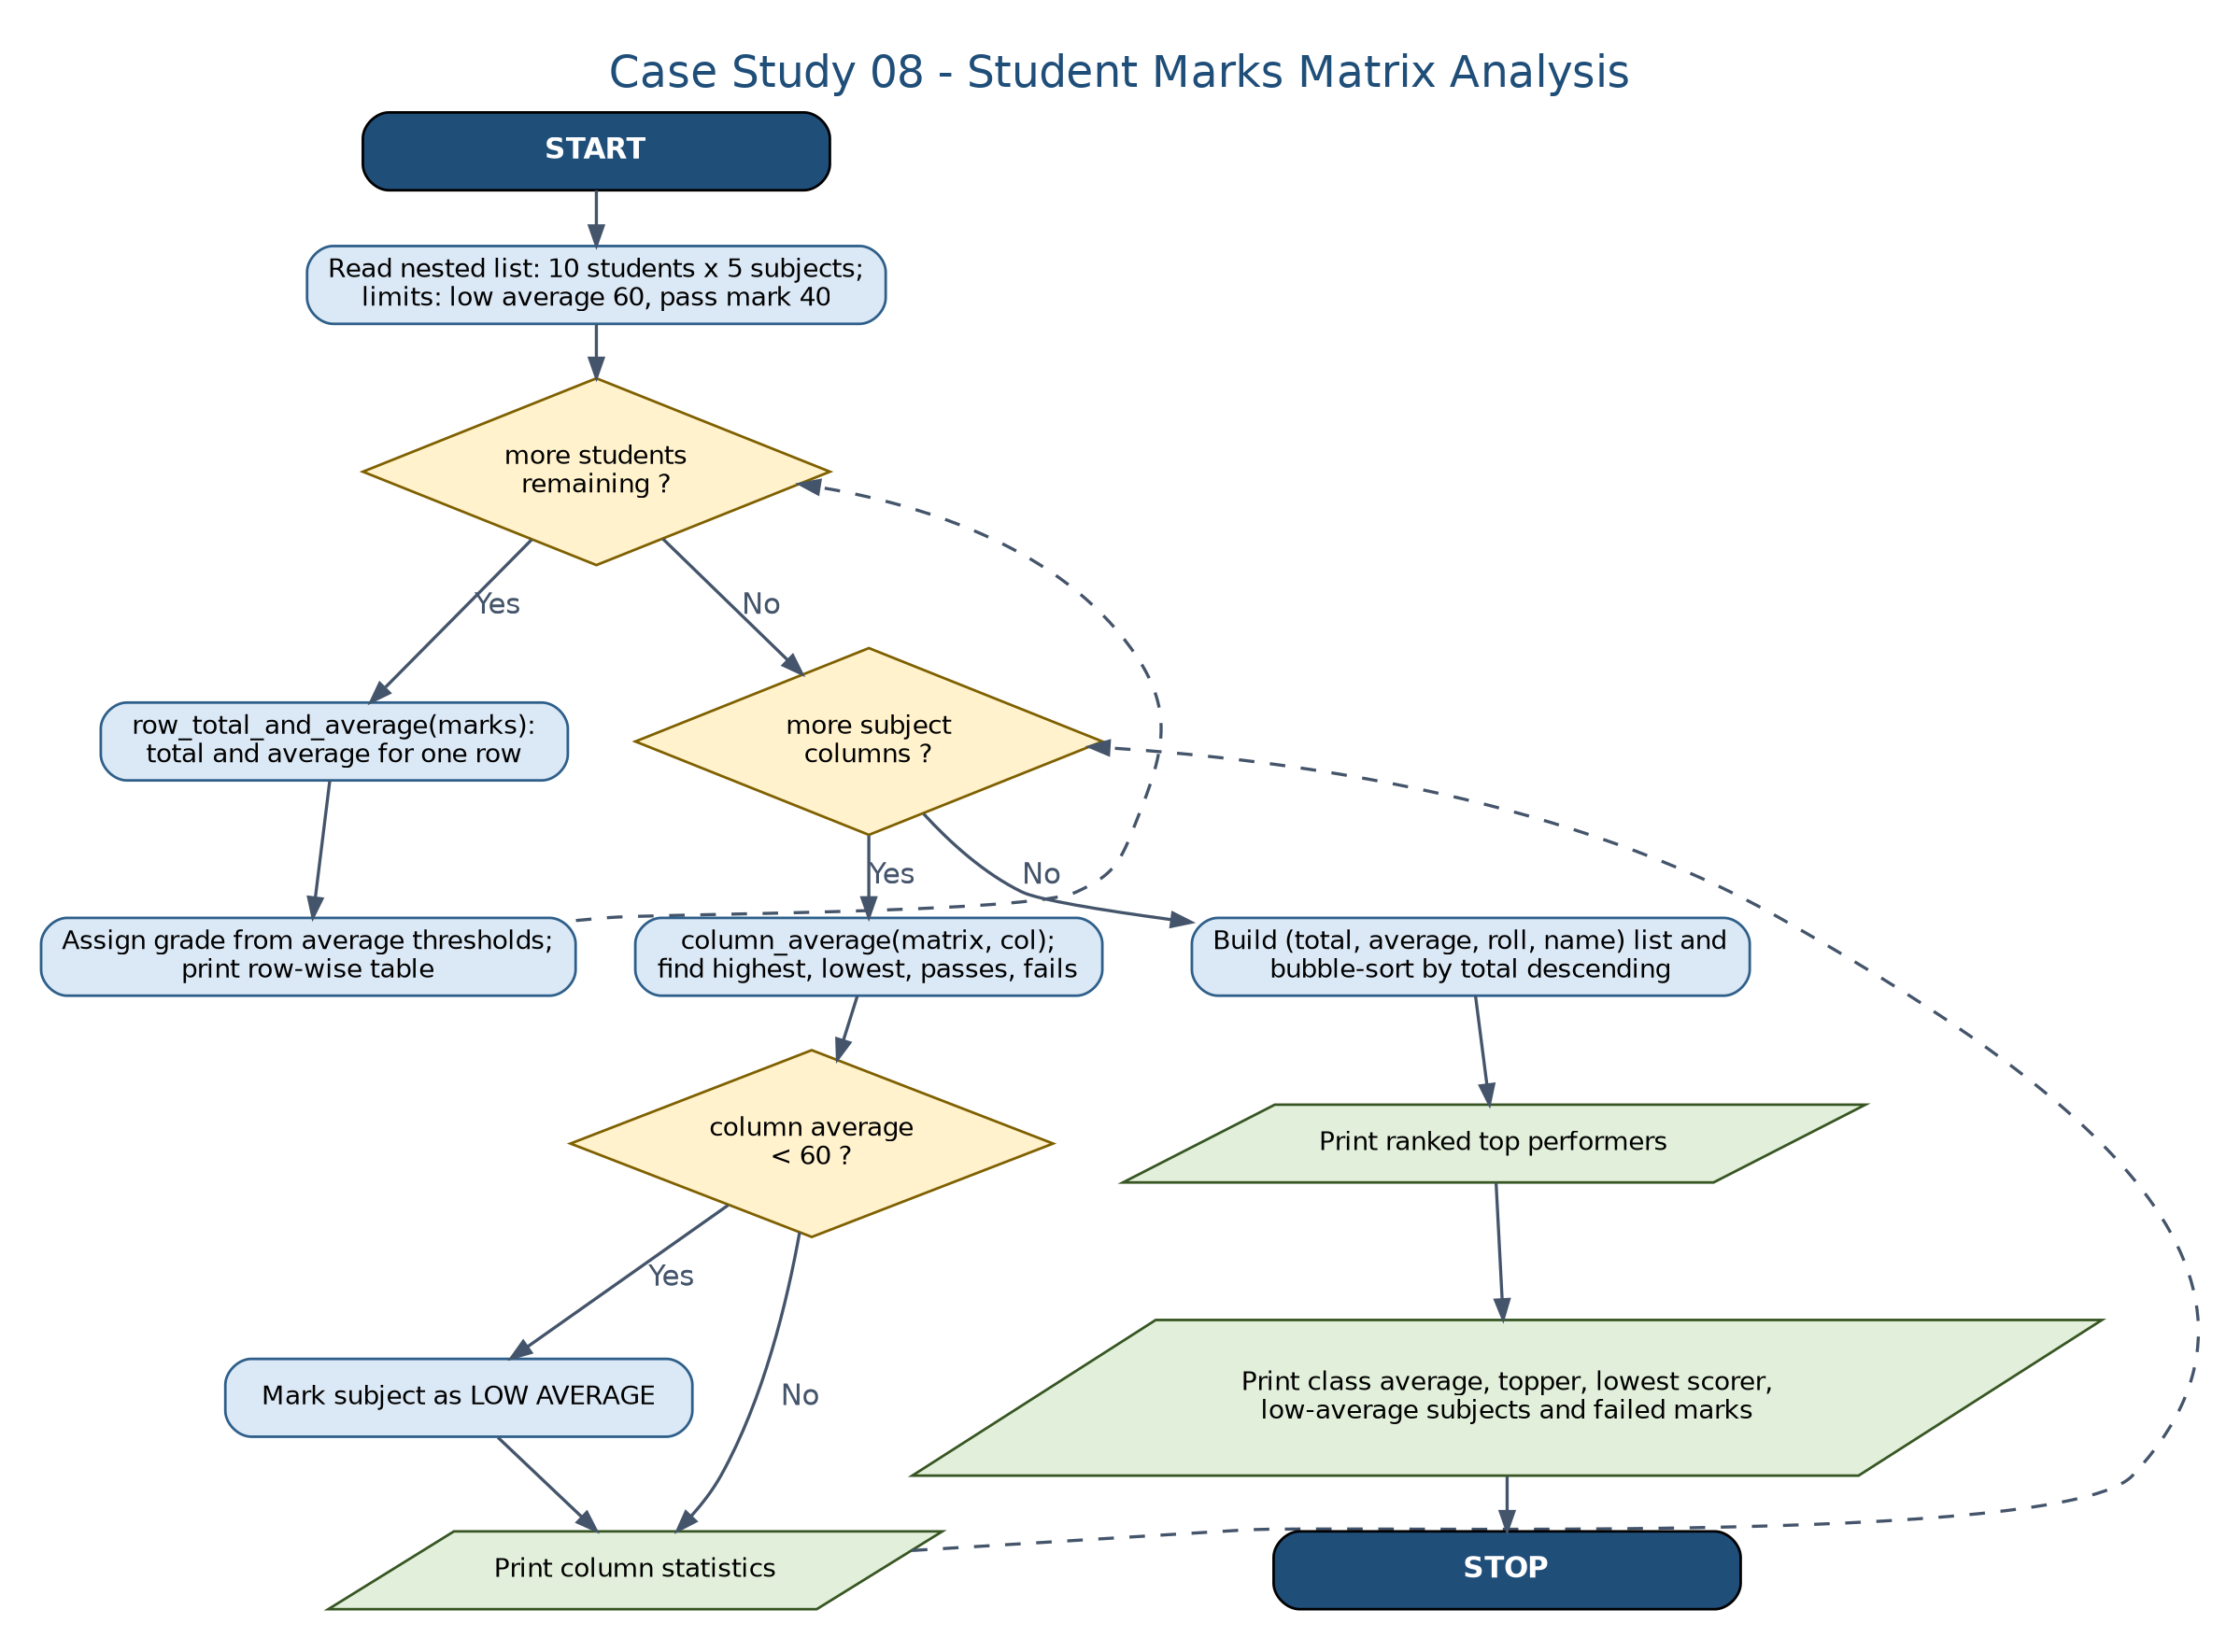 Case Study 08 - Student Marks Matrix Analysis
START
Read nested list: 10 students x 5 subjects;
limits: low average 60, pass mark 40
more students
remaining ?
Yes
No
row_total_and_average(marks):
total and average for one row
more subject
columns ?
Yes
No
Assign grade from average thresholds;
print row-wise table
column_average(matrix, col);
find highest, lowest, passes, fails
Build (total, average, roll, name) list and
bubble-sort by total descending
column average
< 60 ?
Print ranked top performers
Yes
No
Mark subject as LOW AVERAGE
Print class average, topper, lowest scorer,
low-average subjects and failed marks
Print column statistics
STOP